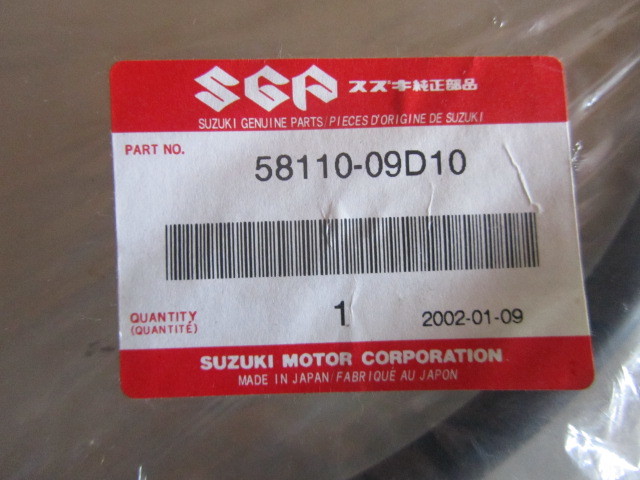 SGP スズキ純正部品
SUZUKI GENUINE PARTS/PIECES D'ORIGINE DE SUZUKI
PART NO.
58110-09D10
QUANTITY 1 2002-01-09
(QUANTITÉ)
SUZUKI MOTOR CORPORATION
MADE IN JAPAN/FABRIQUÉ AU JAPON